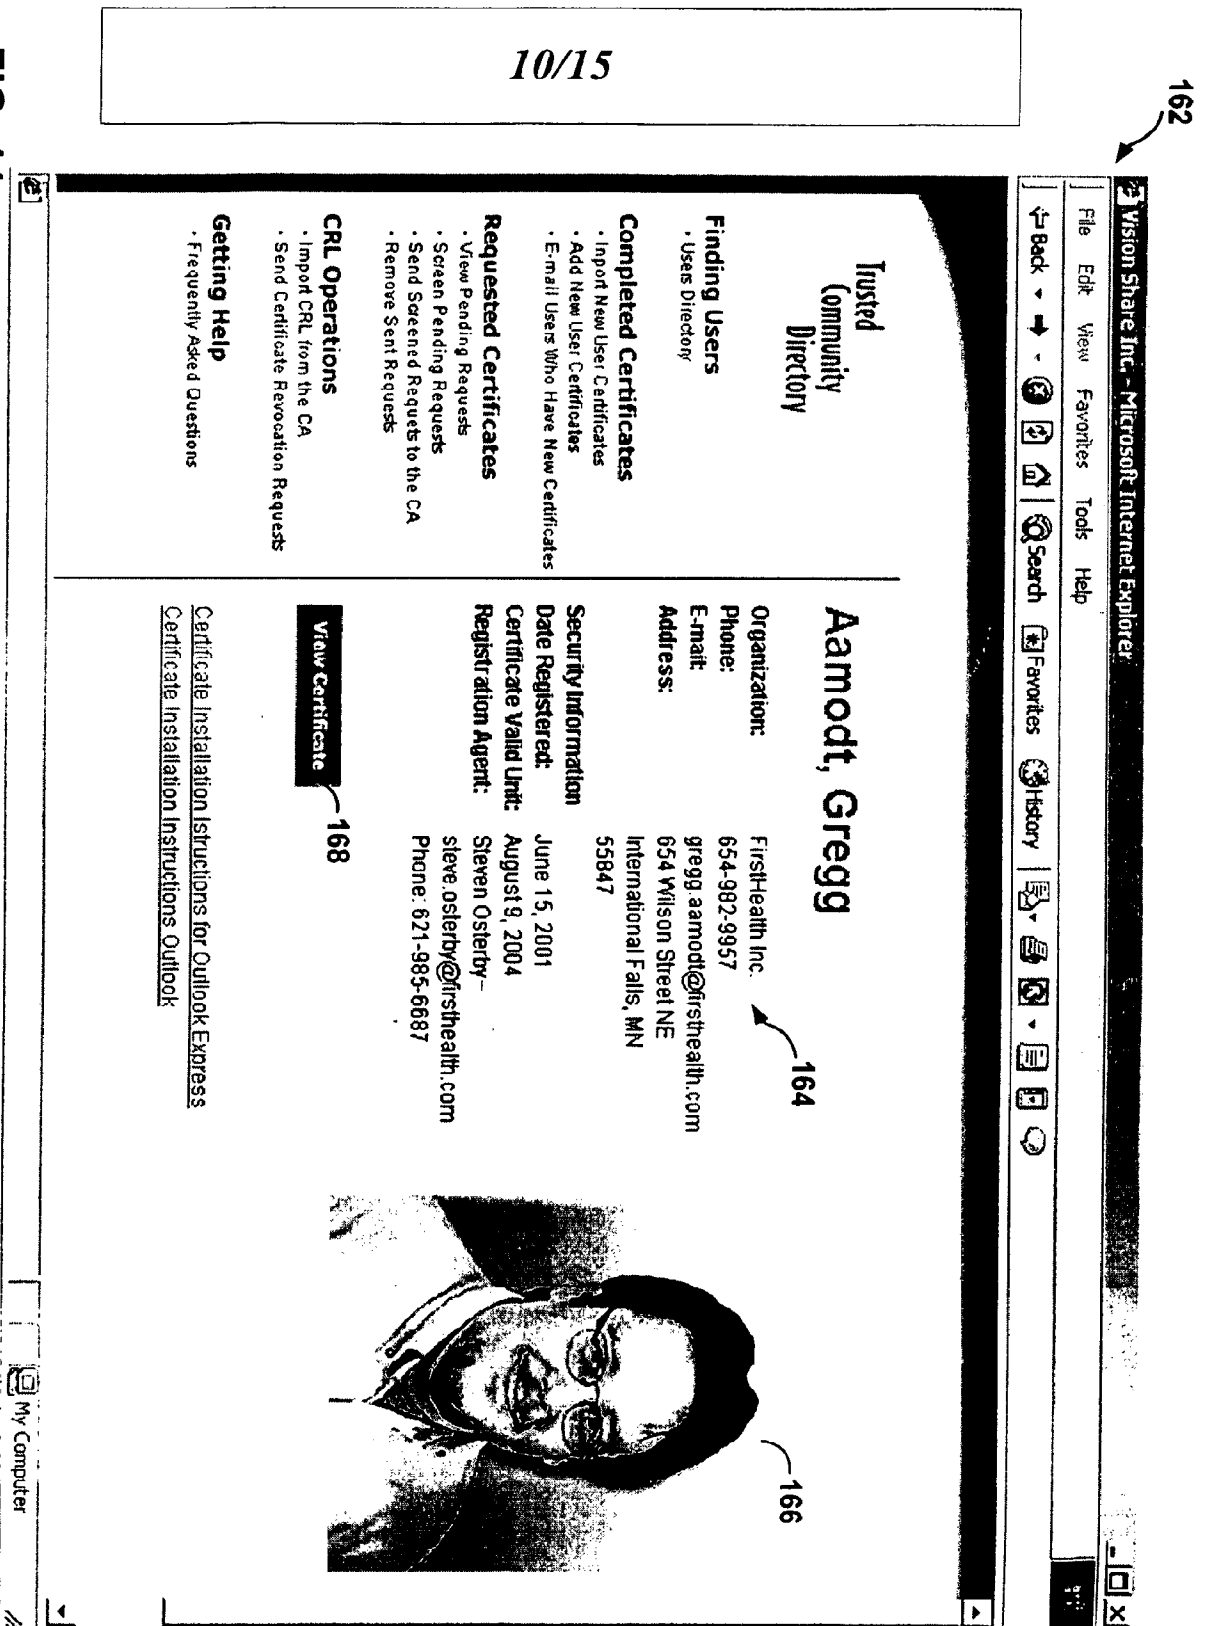 10/15
162
Vision Share Inc. - Microsoft Internet Explorer
File Edit View Favorites Tools Help
Back Search Favorites History
Trusted
Community
Directory
Finding Users
· Users Directory
Completed Certificates
· Inport New User Certificates
· Add New User Certificates
· E-mail Users Who Have New Certificates
Requested Certificates
· View Pending Requests
· Screen Pending Requests
· Send Screened Requets to the CA
· Remove Sent Requests
CRL Operations
· Import CRL from the CA
· Send Certificate Revocation Requests
Getting Help
· Frequently Asked Questions
Aamodt, Gregg
Organization: FirstHealth Inc.
164
Phone: 654-982-9957
E-mail: gregg.aamodt@firsthealth.com
Address: 654 Wilson Street NE
International Falls, MN
55847
Security Information
Date Registered: June 15, 2001
Certificate Valid Unit: August 9, 2004
Registration Agent: Steven Osterby--
steve.osterby@firsthealth.com
Phone: 621-985-6687
View Certificate
168
Certificate Installation Istructions for Outlook Express
Certificate Installation Instructions Outlook
166
My Computer